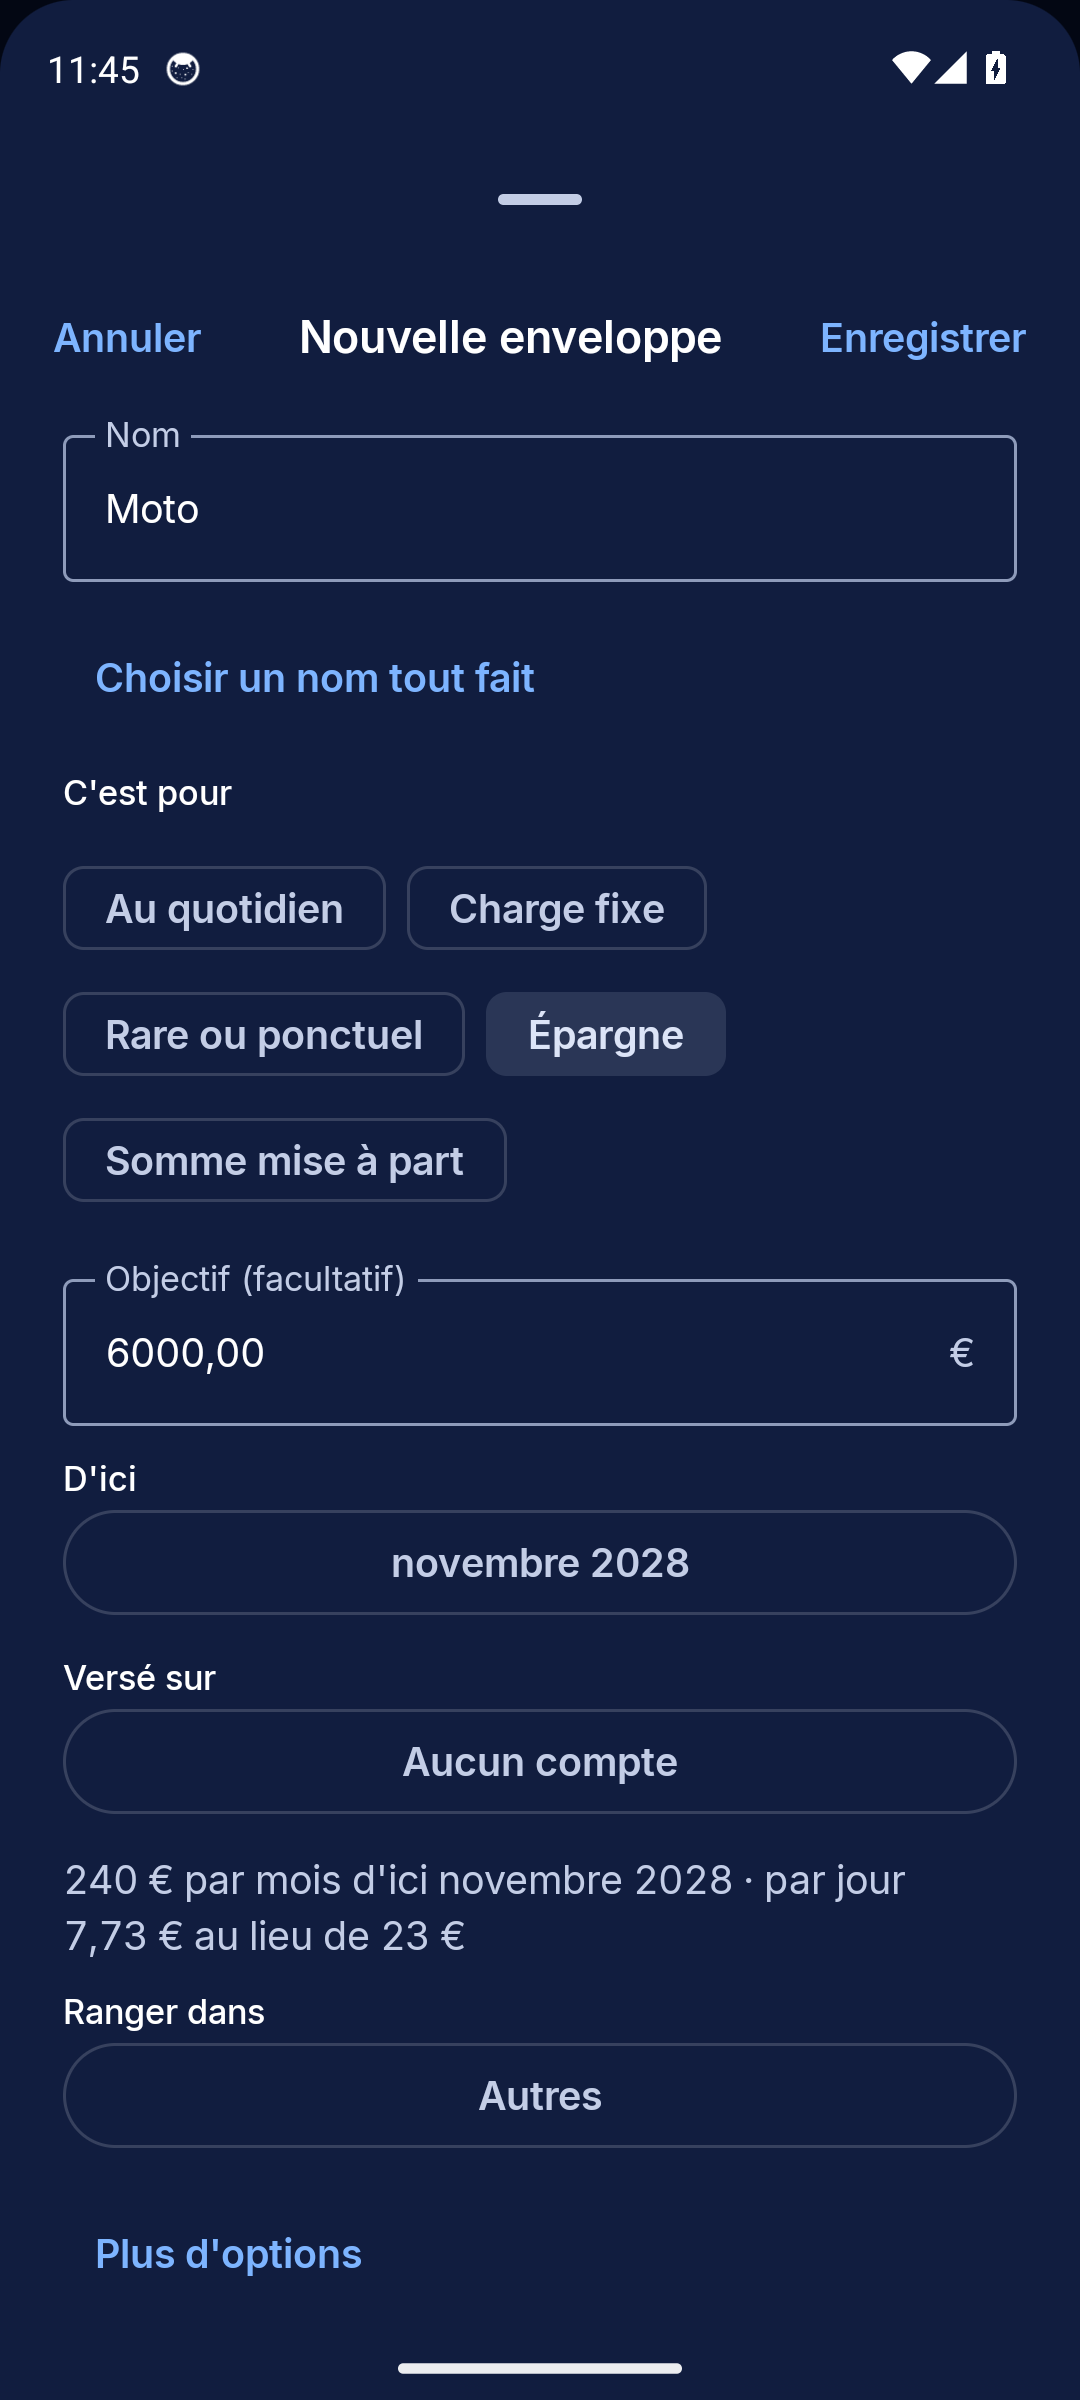 11:45
Annuler
Nouvelle enveloppe
Enregistrer
Nom
Moto
Choisir un nom tout fait
C'est pour
Au quotidien
Charge fixe
Rare ou ponctuel
Épargne
Somme mise à part
Objectif (facultatif)
6000,00 €
D'ici
novembre 2028
Versé sur
Aucun compte
240 € par mois d'ici novembre 2028 · par jour
7,73 € au lieu de 23 €
Ranger dans
Autres
Plus d'options